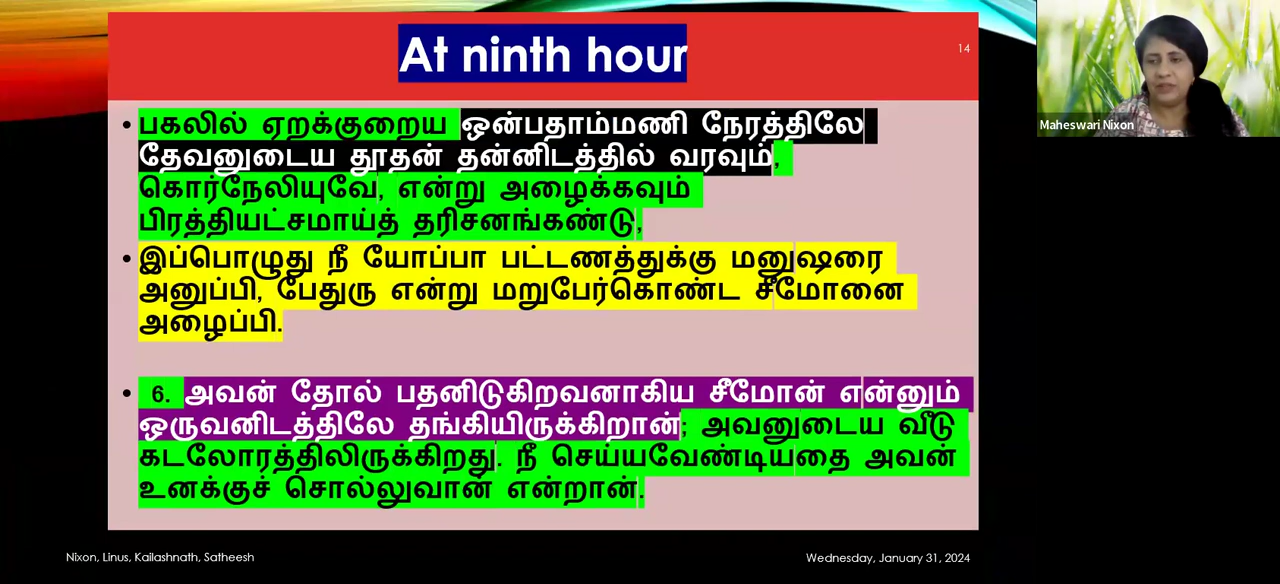 At ninth hour
14
• பகலில் ஏறக்குறைய ஒன்பதாம்மணி நேரத்திலே
தேவனுடைய தூதன் தன்னிடத்தில் வரவும்,
கொர்நேலியுவே, என்று அழைக்கவும்
பிரத்தியட்சமாய்த் தரிசனங்கண்டு,
• இப்பொழுது நீ யோப்பா பட்டணத்துக்கு மனுஷரை
அனுப்பி, பேதுரு என்று மறுபேர்கொண்ட சீமோனை
அழைப்பி.
• 6. அவன் தோல் பதனிடுகிறவனாகிய சீமோன் என்னும்
ஒருவனிடத்திலே தங்கியிருக்கிறான்; அவனுடைய வீடு
கடலோரத்திலிருக்கிறது. நீ செய்யவேண்டியதை அவன்
உனக்குச் சொல்லுவான் என்றான்.
Nixon, Linus, Kailashnath, Satheesh
Wednesday, January 31, 2024
Maheswari Nixon